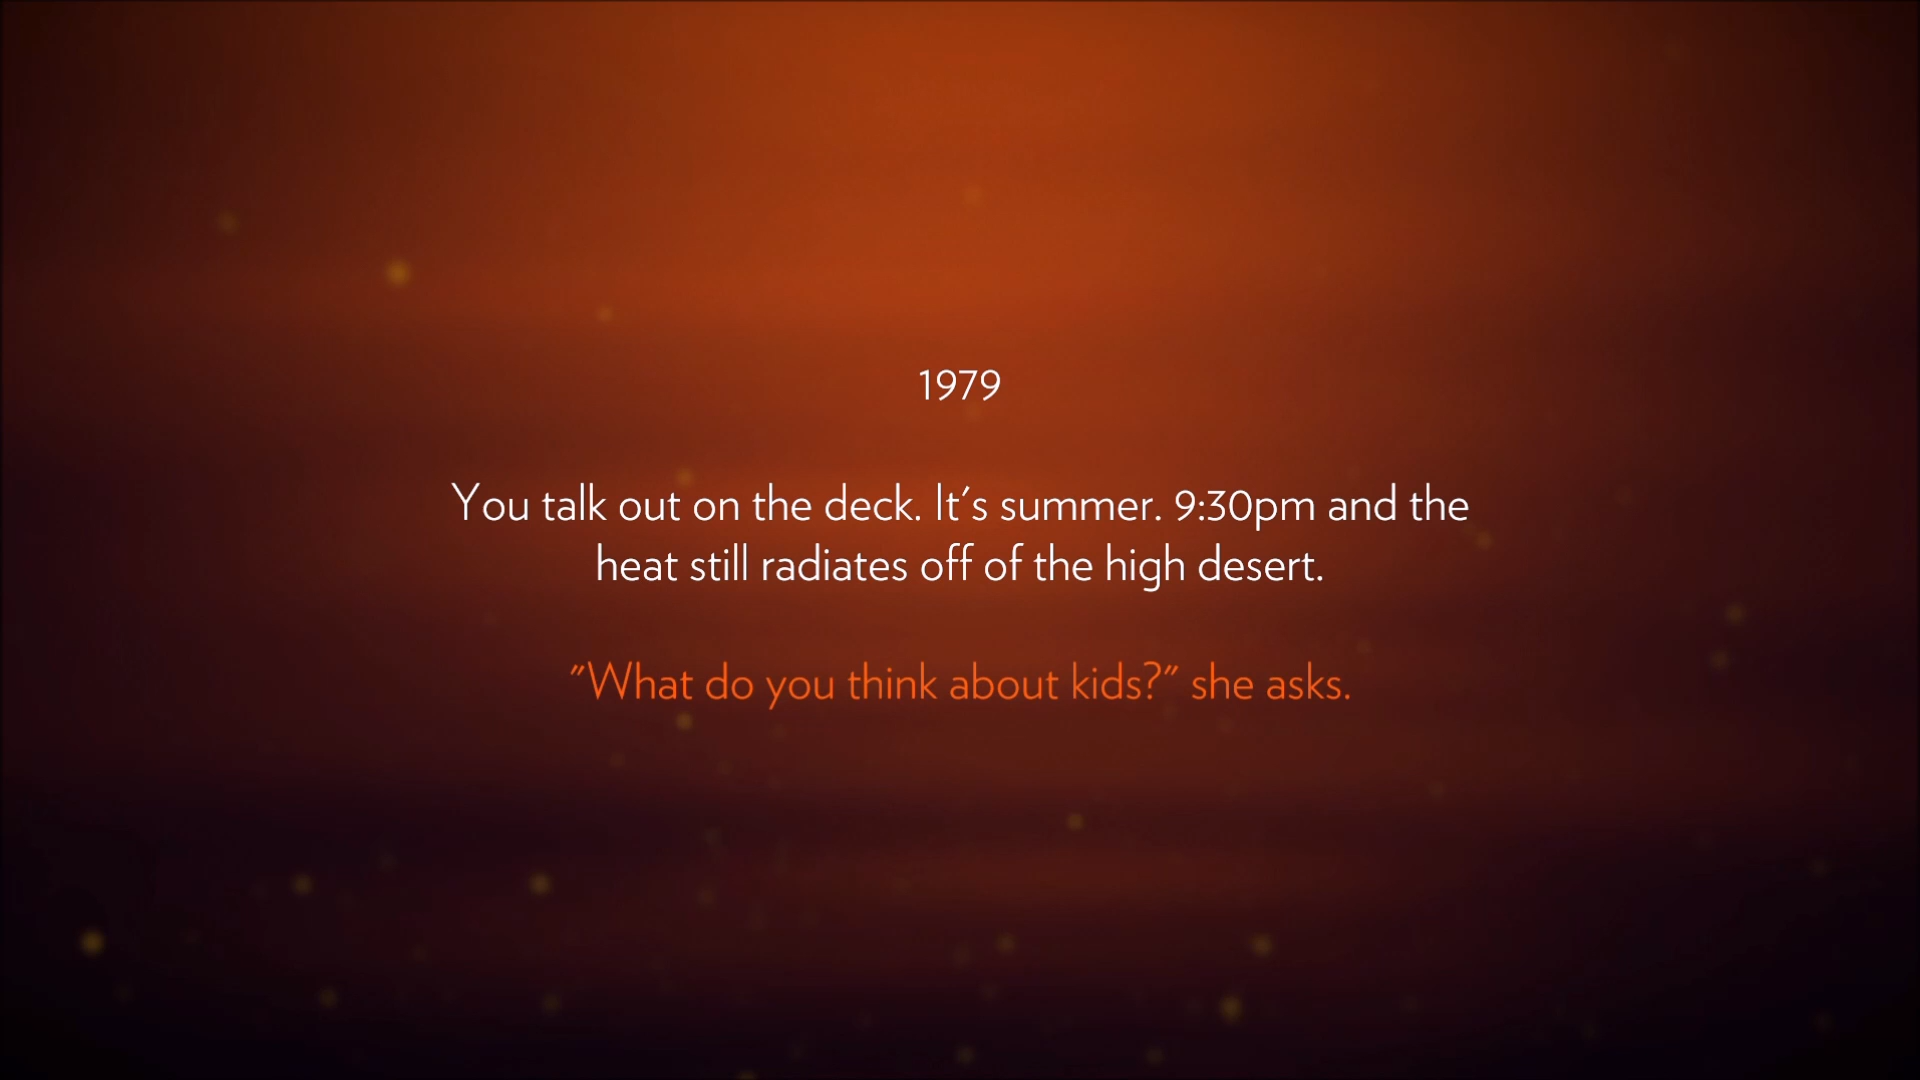 1979
You talk out on the deck. It's summer. 9:30pm and the
heat still radiates off of the high desert.
"What do you think about kids?" she asks.